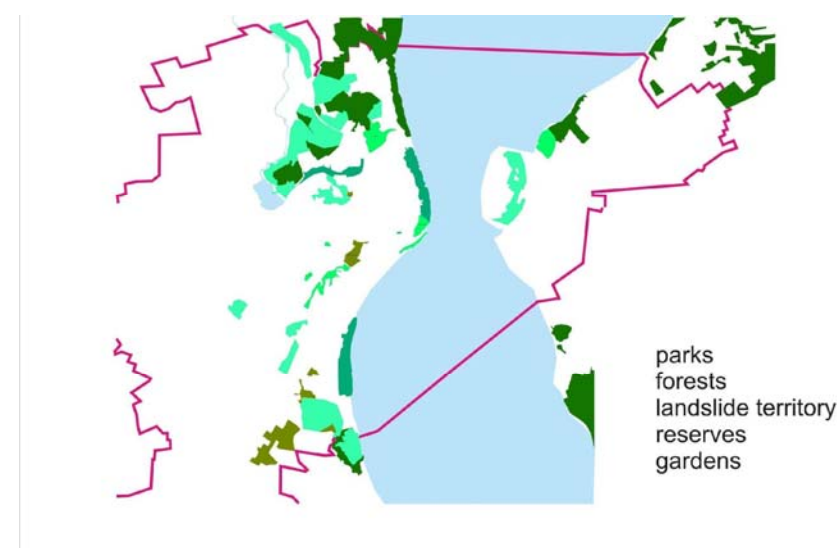 parks
forests
landslide territory
reserves
gardens